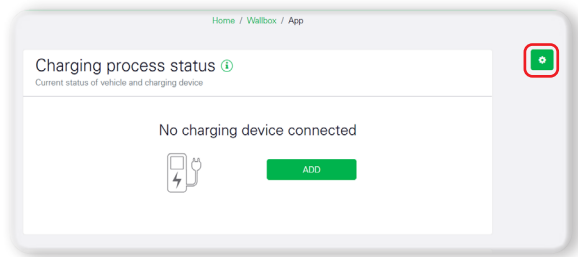 Home / Wallbox / App
Charging process status
Current status of vehicle and charging device
No charging device connected
ADD